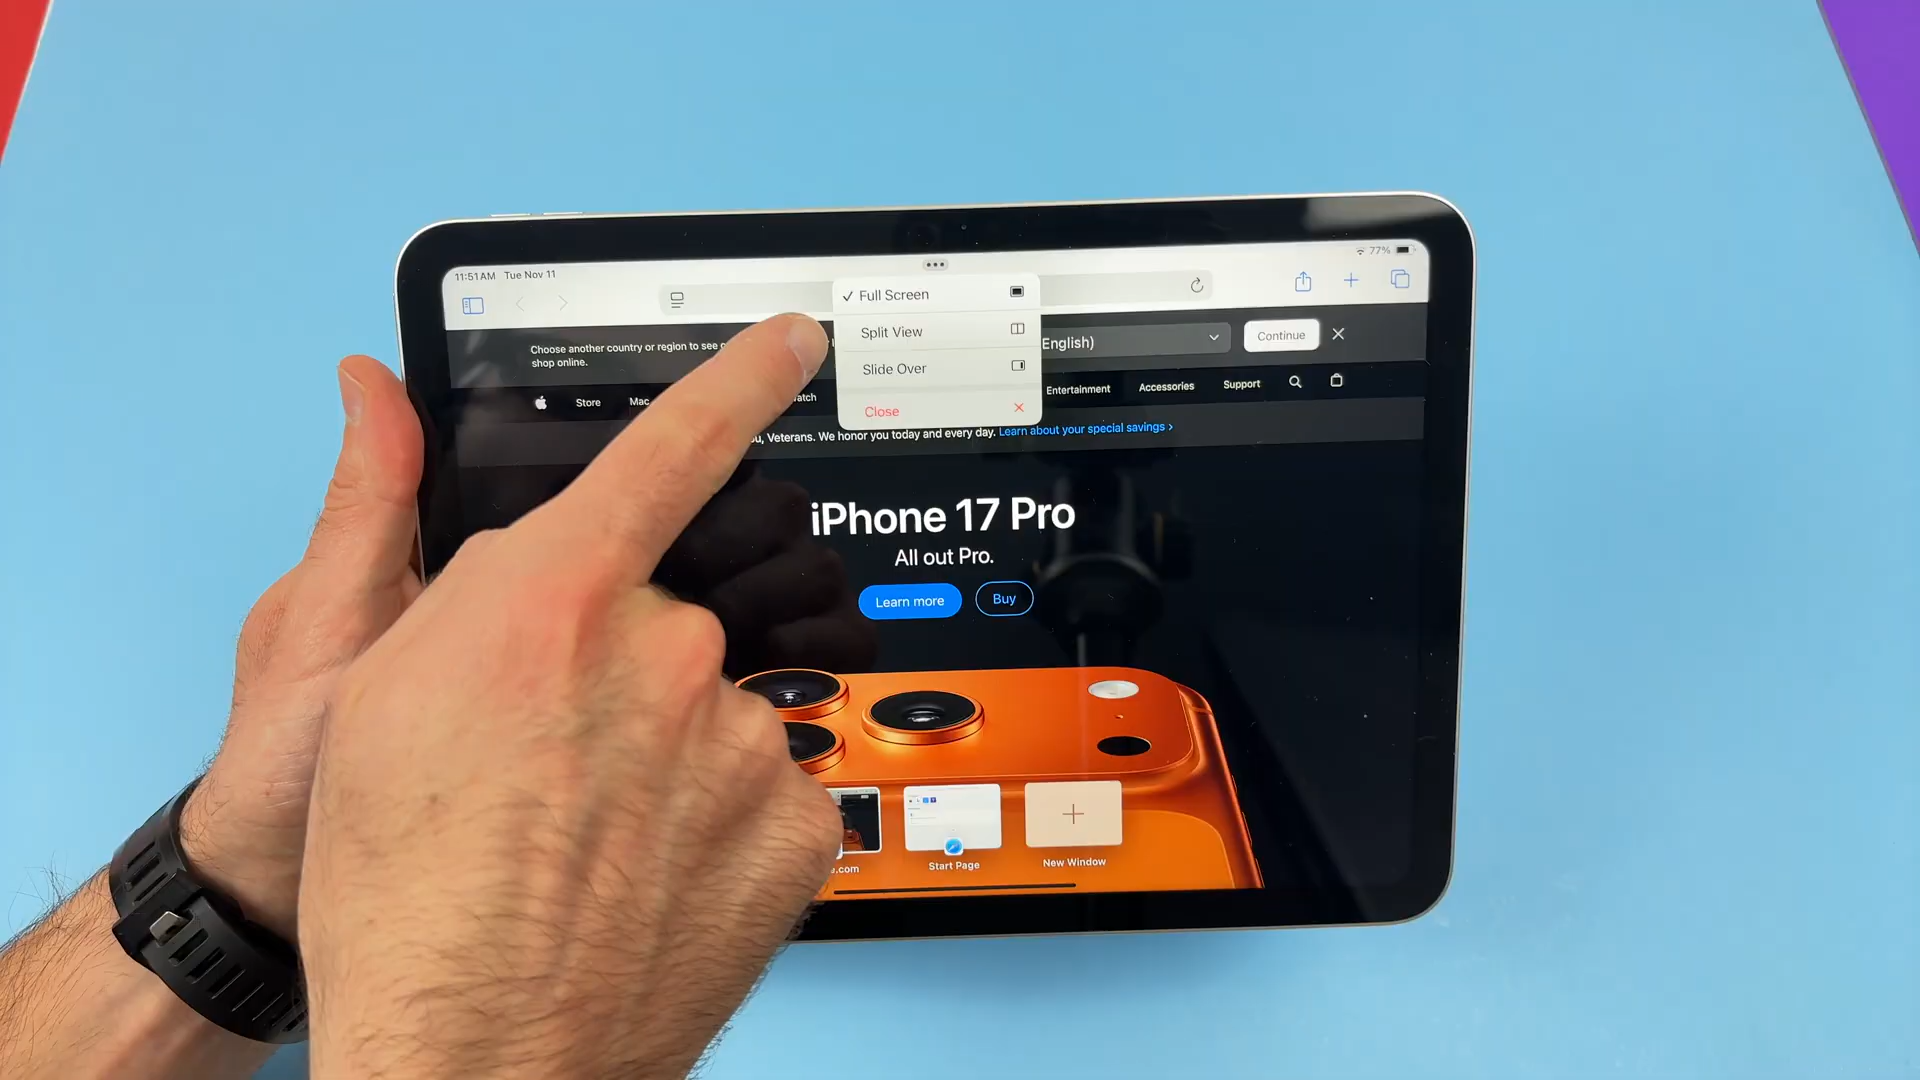 11:51AM Tue Nov 11
77%
Full Screen
Split View
Slide Over
Close
Choose another country or region to see
shop online.
English)
Continue
Store
Mac
Entertainment
Accessories
Support
Veterans. We honor you today and every day. Learn about your special savings >
iPhone 17 Pro
All out Pro.
Learn more
Buy
Start Page
New Window